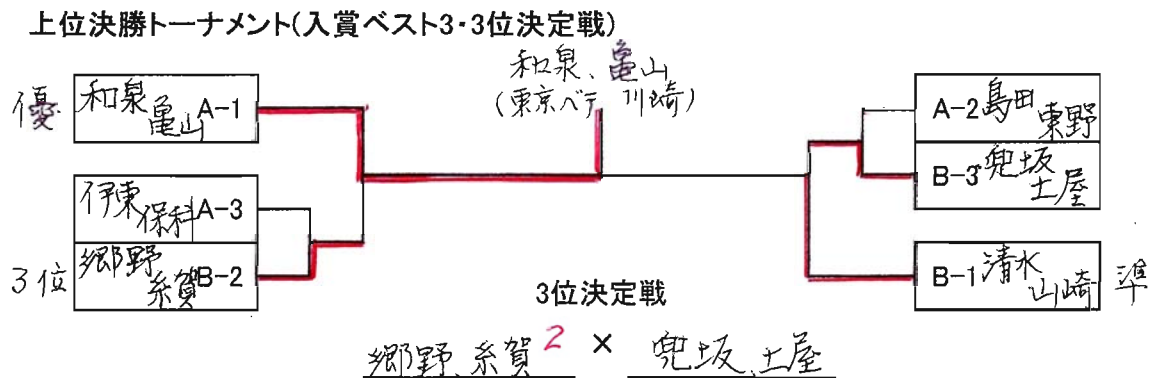 上位決勝トーナメント(入賞ベスト3・3位決定戦)
和泉、亀山
(東京ベテ 川崎)
優
和泉
亀山
A-1
伊東
保科
A-3
3位
郷野
糸賀
B-2
A-2
島田
東野
B-3
兜坂
土屋
B-1
清水
山崎
準
3位決定戦
郷野、糸賀 2 × 兜坂、土屋